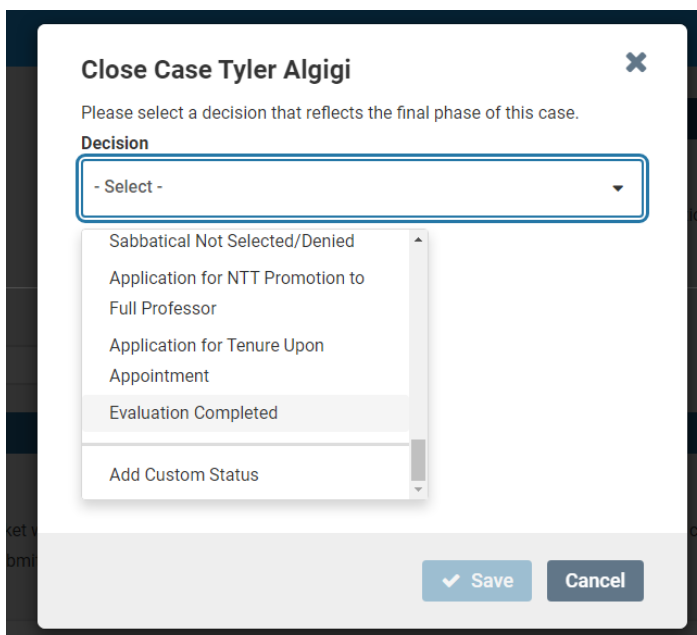 Close Case Tyler Algigi
Please select a decision that reflects the final phase of this case.
Decision
- Select -
Sabbatical Not Selected/Denied
Application for NTT Promotion to
Full Professor
Application for Tenure Upon
Appointment
Evaluation Completed
Add Custom Status
Save
Cancel